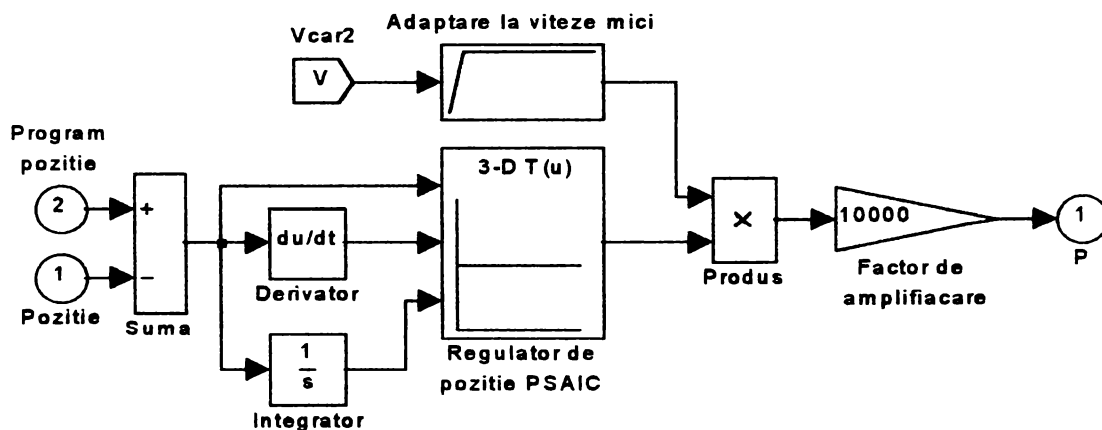 Adaptare la viteze mici
Vcar2
V
Program
pozitie
2
+
1
−
Pozitie
Suma
du/dt
Derivator
1
s
Integrator
3-D T(u)
Regulator de
pozitie PSAIC
×
Produs
10000
Factor de
amplifiacare
1
P